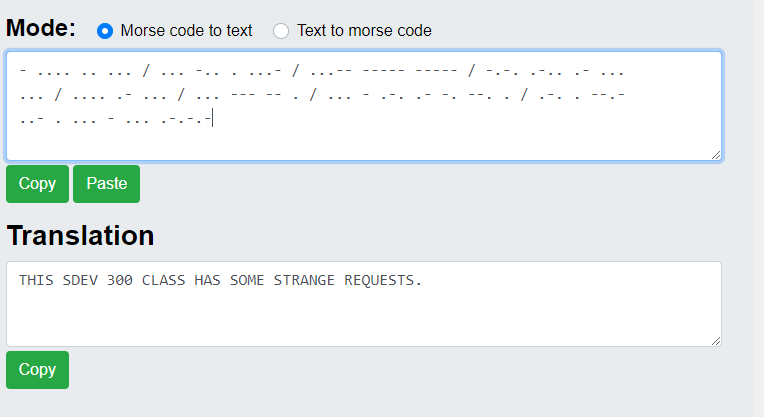 Mode: Morse code to text Text to morse code
- .... .. ... / ... -.. . ...- / ...-- ----- ----- / -.-. .-.. .- ...
... / .... .- ... / ... --- -- . / ... - .-. .- -. --. . / .-. . --.-
..- . ... - ... .-.-.-
Copy Paste
Translation
THIS SDEV 300 CLASS HAS SOME STRANGE REQUESTS.
Copy